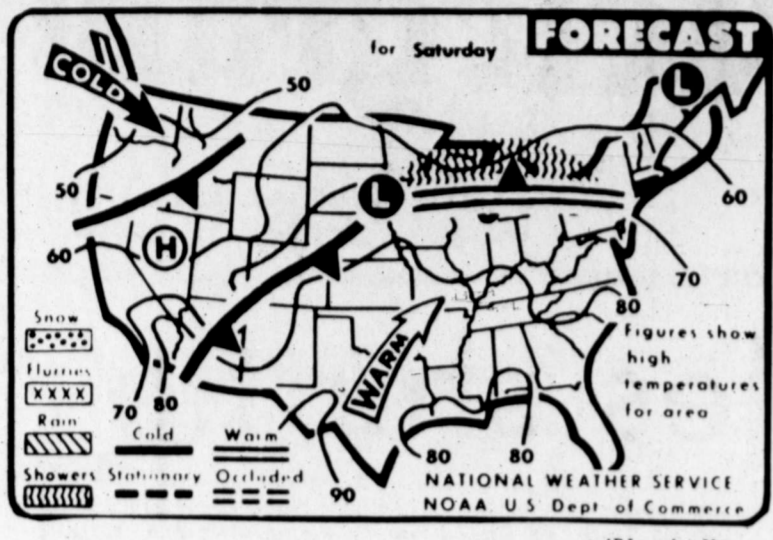 for Saturday
FORECAST
COLD
L
50
50
L
60
60
H
70
80
Snow
Figures show
high
temperatures
for area
Flurries
XXXX
WARM
Rain
70
80
Cold
Warm
Showers
Stationary
Occluded
80
80
90
NATIONAL WEATHER SERVICE
NOAA U S Dept of Commerce